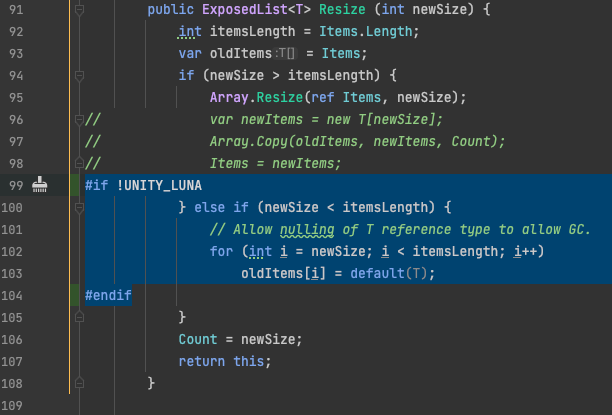 91 public ExposedList<T> Resize (int newSize) {
92 int itemsLength = Items.Length;
93 var oldItems :T[] = Items;
94 if (newSize > itemsLength) {
95 Array.Resize(ref Items, newSize);
96 // var newItems = new T[newSize];
97 // Array.Copy(oldItems, newItems, Count);
98 // Items = newItems;
99 #if !UNITY_LUNA
100 } else if (newSize < itemsLength) {
101 // Allow nulling of T reference type to allow GC.
102 for (int i = newSize; i < itemsLength; i++)
103 oldItems[i] = default(T);
104 #endif
105 }
106 Count = newSize;
107 return this;
108 }
109